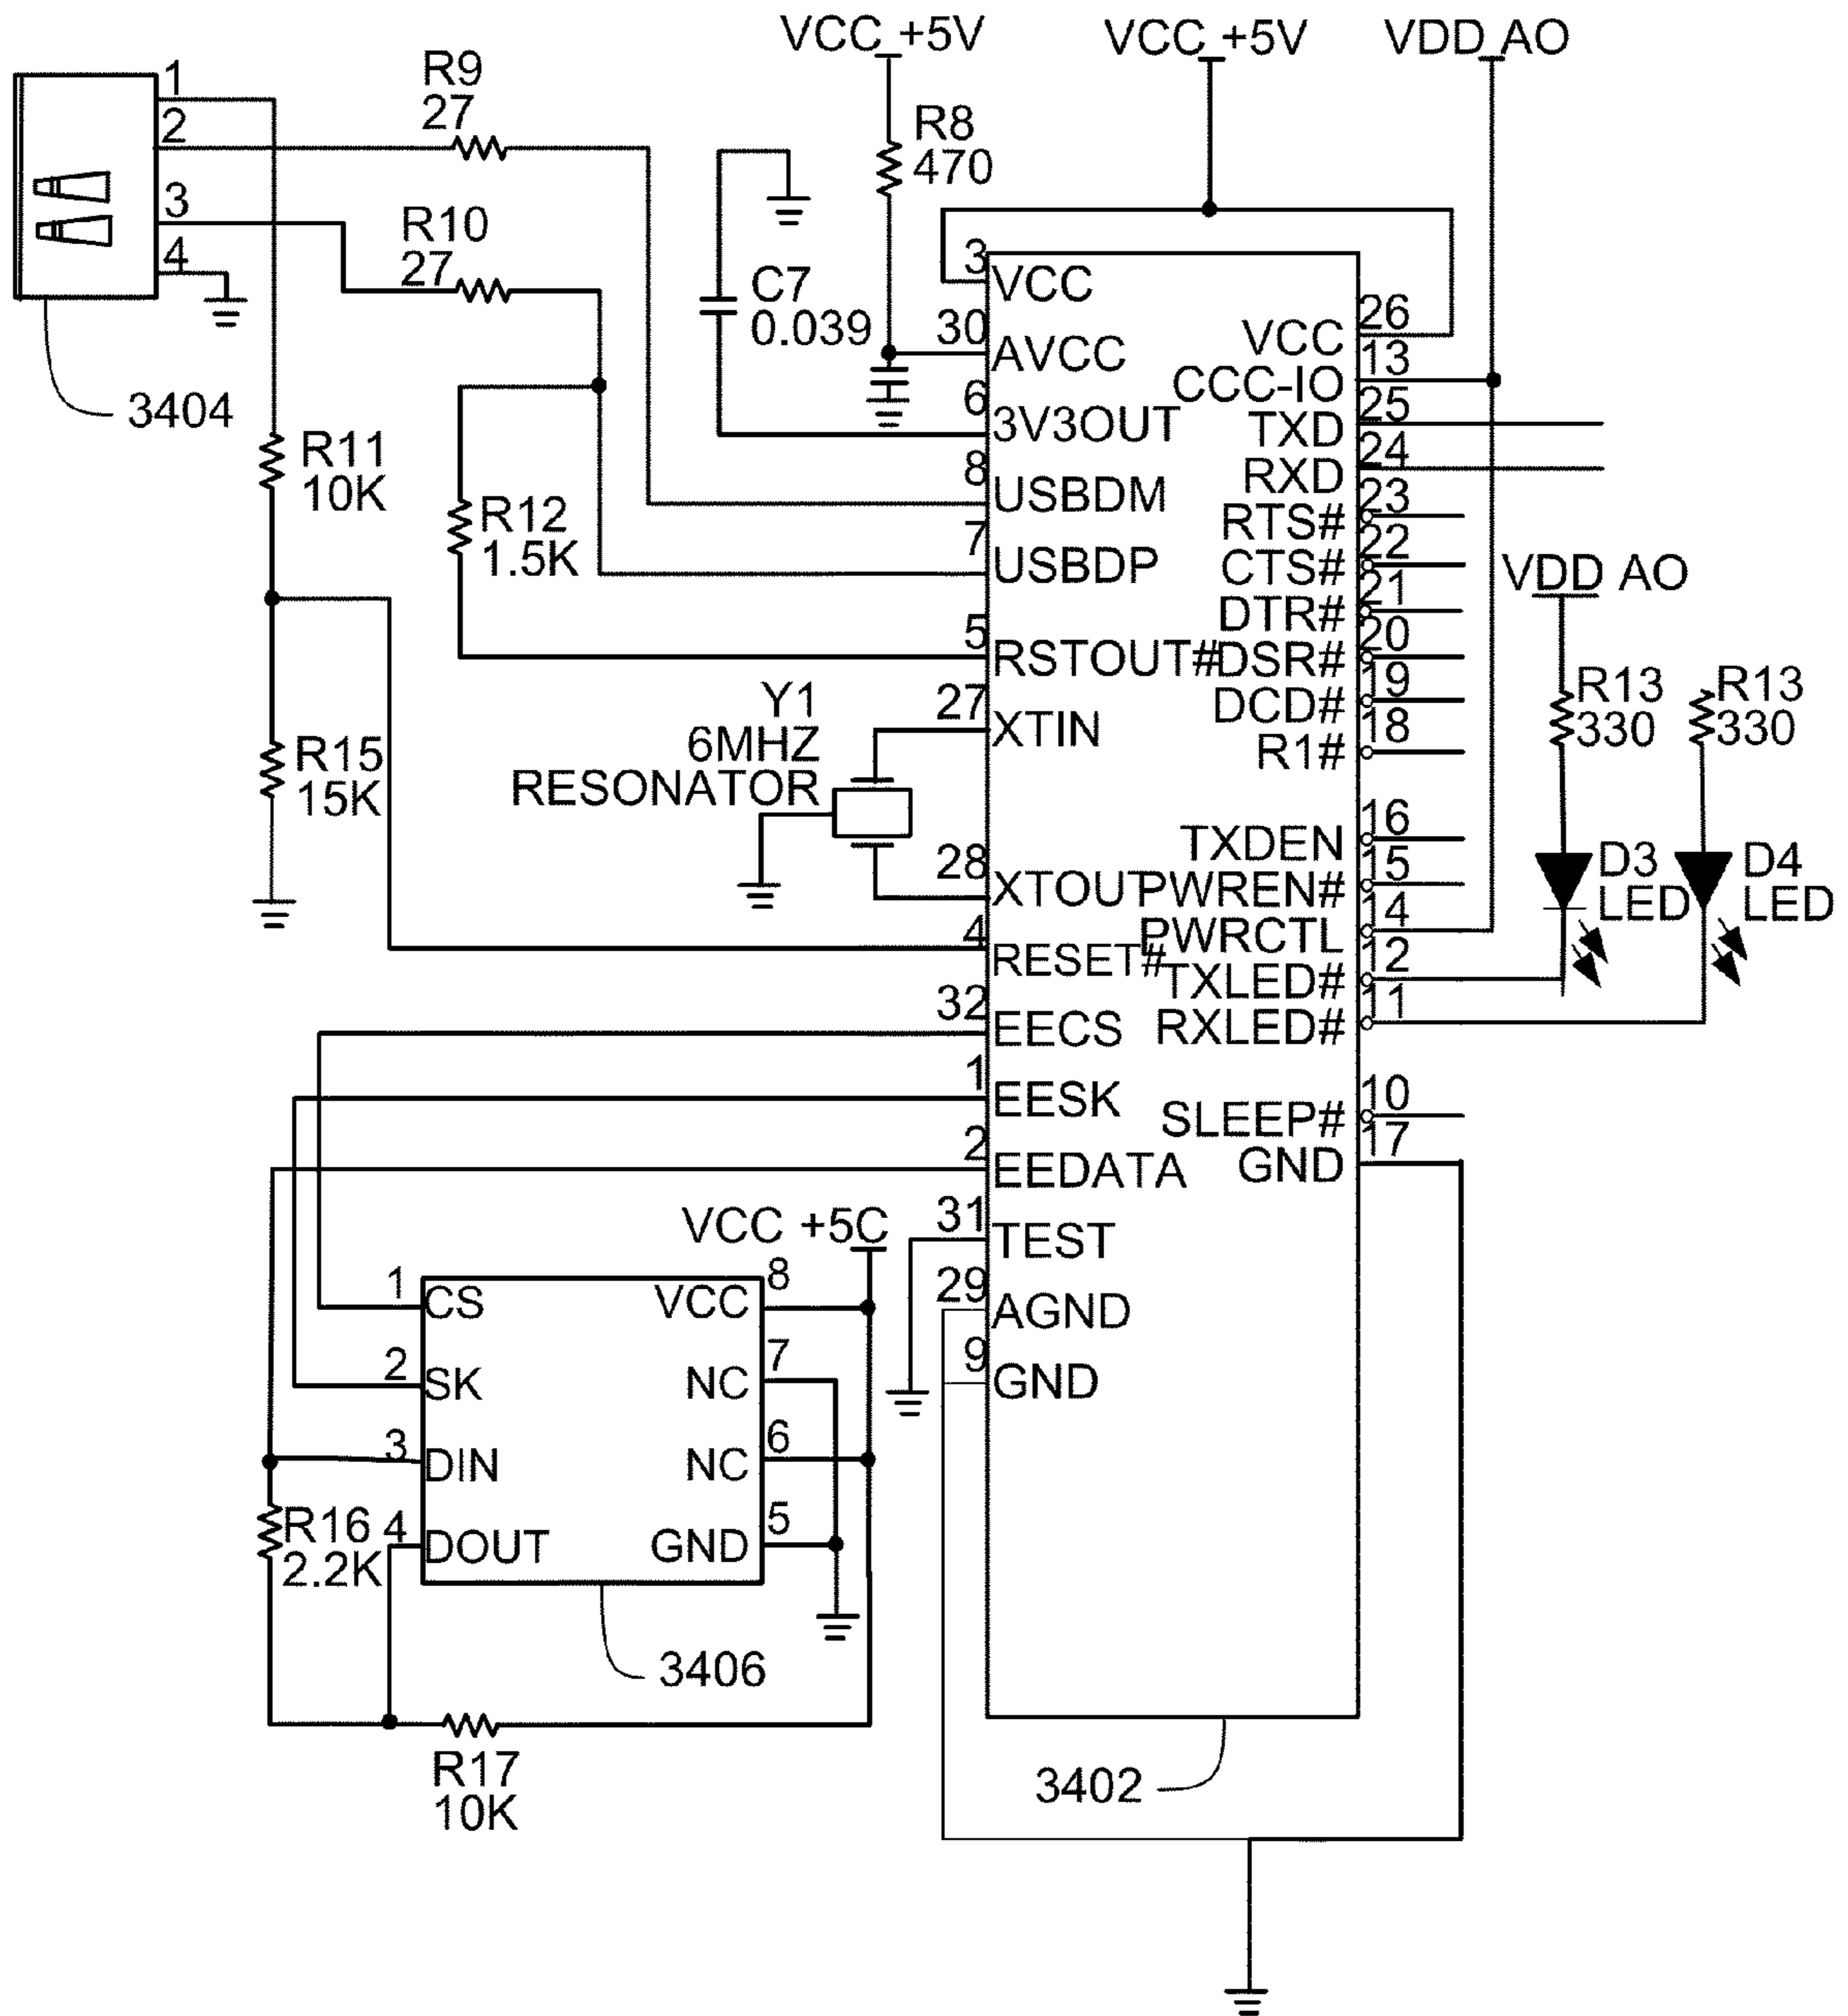 VCC +5V
VCC +5V
VDD AO
1
2
3
4
3404
R9
27
R10
27
R8
470
C7
0.039
R11
10K
R12
1.5K
R15
15K
Y1
6MHZ
RESONATOR
3
VCC
30
AVCC
6
3V3OUT
8
USBDM
7
USBDP
5
RSTOUT#
27
XTIN
28
XTOUT
4
RESET#
32
EECS
1
EESK
2
EEDATA
31
TEST
29
AGND
9
GND
26
VCC
13
CCC-IO
25
TXD
24
RXD
23
RTS#
22
CTS#
21
DTR#
20
DSR#
19
DCD#
18
R1#
16
TXDEN
15
PWREN#
14
PWRCTL
12
TXLED#
11
RXLED#
10
SLEEP#
17
GND
VDD AO
R13
330
R13
330
D3
LED
D4
LED
VCC +5C
1
CS
2
SK
3
DIN
4
DOUT
8
VCC
7
NC
6
NC
5
GND
R16
2.2K
3406
R17
10K
3402